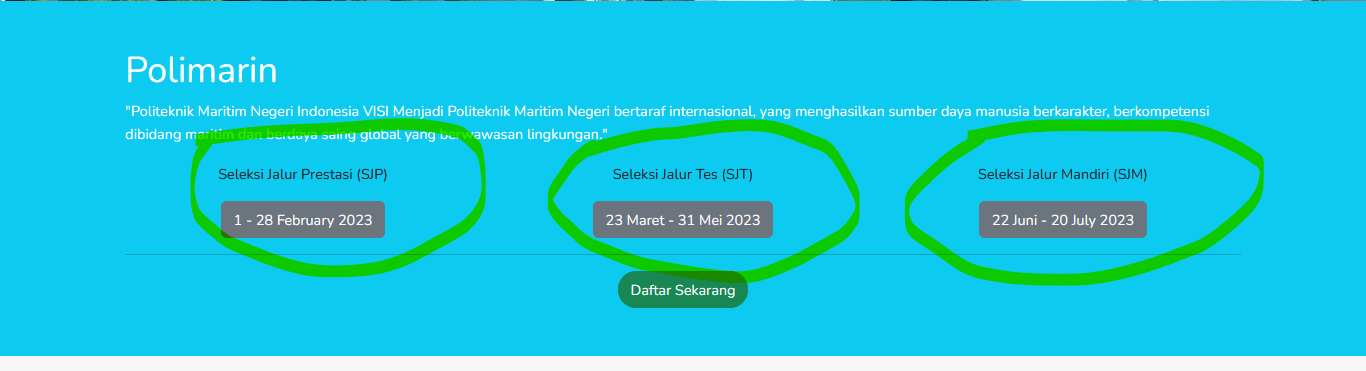 Polimarin
"Politeknik Maritim Negeri Indonesia VISI Menjadi Politeknik Maritim Negeri bertaraf internasional, yang menghasilkan sumber daya manusia berkarakter, berkompetensi
dibidang maritim dan berdaya saing global yang berwawasan lingkungan."
Seleksi Jalur Prestasi (SJP)
1 - 28 February 2023
Seleksi Jalur Tes (SJT)
23 Maret - 31 Mei 2023
Seleksi Jalur Mandiri (SJM)
22 Juni - 20 July 2023
Daftar Sekarang